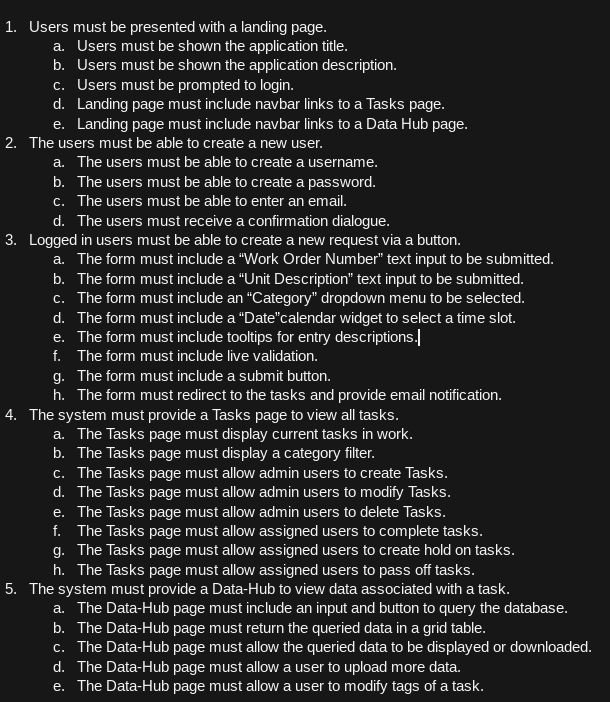 1. Users must be presented with a landing page.
a. Users must be shown the application title.
b. Users must be shown the application description.
c. Users must be prompted to login.
d. Landing page must include navbar links to a Tasks page.
e. Landing page must include navbar links to a Data Hub page.
2. The users must be able to create a new user.
a. The users must be able to create a username.
b. The users must be able to create a password.
c. The users must be able to enter an email.
d. The users must receive a confirmation dialogue.
3. Logged in users must be able to create a new request via a button.
a. The form must include a “Work Order Number” text input to be submitted.
b. The form must include a “Unit Description” text input to be submitted.
c. The form must include an “Category” dropdown menu to be selected.
d. The form must include a “Date”calendar widget to select a time slot.
e. The form must include tooltips for entry descriptions.
f. The form must include live validation.
g. The form must include a submit button.
h. The form must redirect to the tasks and provide email notification.
4. The system must provide a Tasks page to view all tasks.
a. The Tasks page must display current tasks in work.
b. The Tasks page must display a category filter.
c. The Tasks page must allow admin users to create Tasks.
d. The Tasks page must allow admin users to modify Tasks.
e. The Tasks page must allow admin users to delete Tasks.
f. The Tasks page must allow assigned users to complete tasks.
g. The Tasks page must allow assigned users to create hold on tasks.
h. The Tasks page must allow assigned users to pass off tasks.
5. The system must provide a Data-Hub to view data associated with a task.
a. The Data-Hub page must include an input and button to query the database.
b. The Data-Hub page must return the queried data in a grid table.
c. The Data-Hub page must allow the queried data to be displayed or downloaded.
d. The Data-Hub page must allow a user to upload more data.
e. The Data-Hub page must allow a user to modify tags of a task.